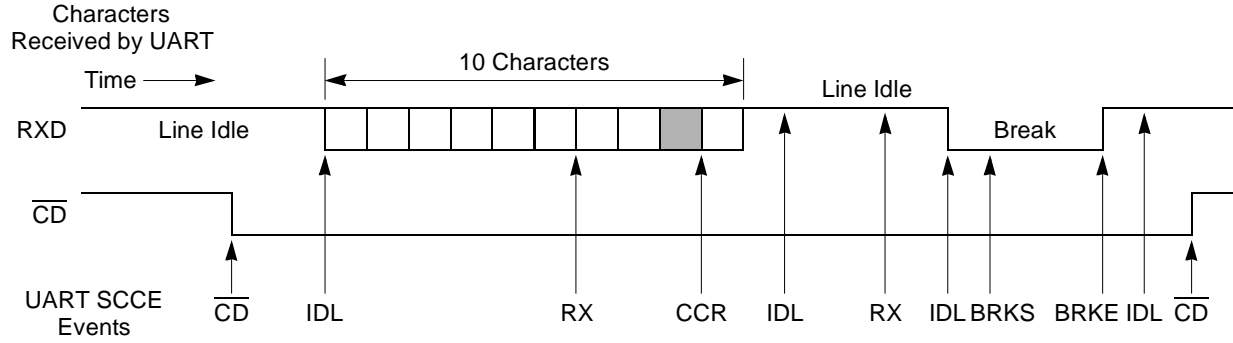 Characters
Received by UART
Time
10 Characters
Line Idle
RXD
Line Idle
Break
CD
UART SCCE
Events
CD
IDL
RX
CCR
IDL
RX
IDL
BRKS
BRKE
IDL
CD